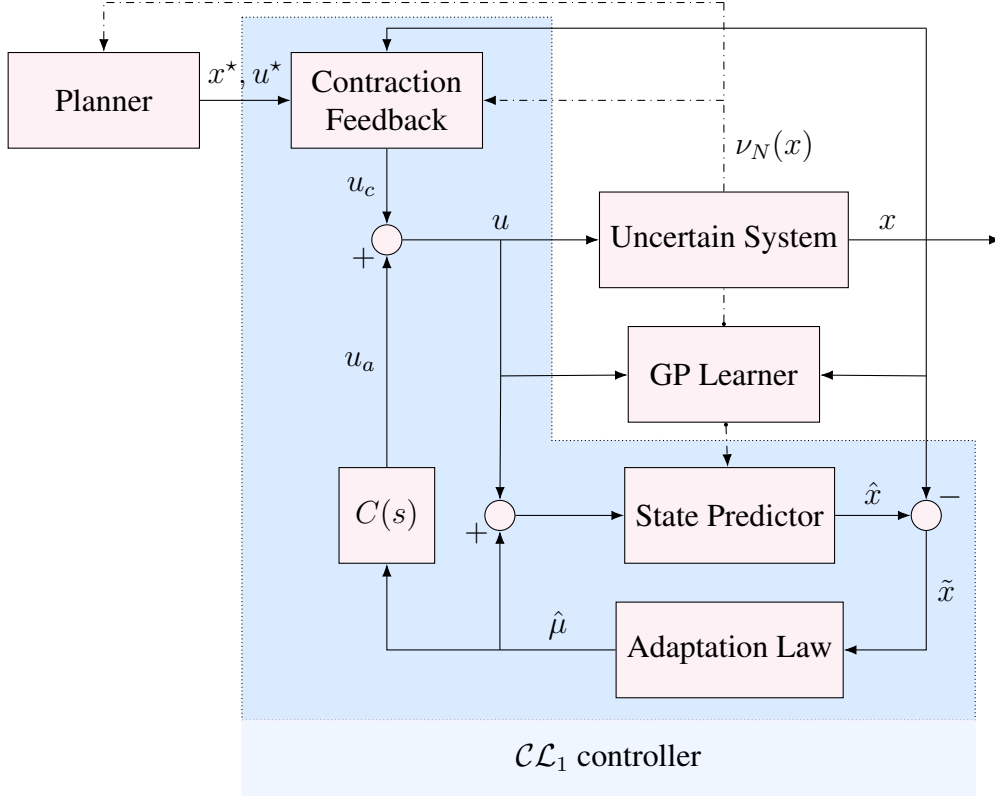 x⋆, u⋆
Planner
Contraction
Feedback
ν_N(x)
u_c
u
Uncertain System
x
+
u_a
GP Learner
C(s)
+
State Predictor
x̂
−
x̃
μ̂
Adaptation Law
𝒞ℒ₁ controller